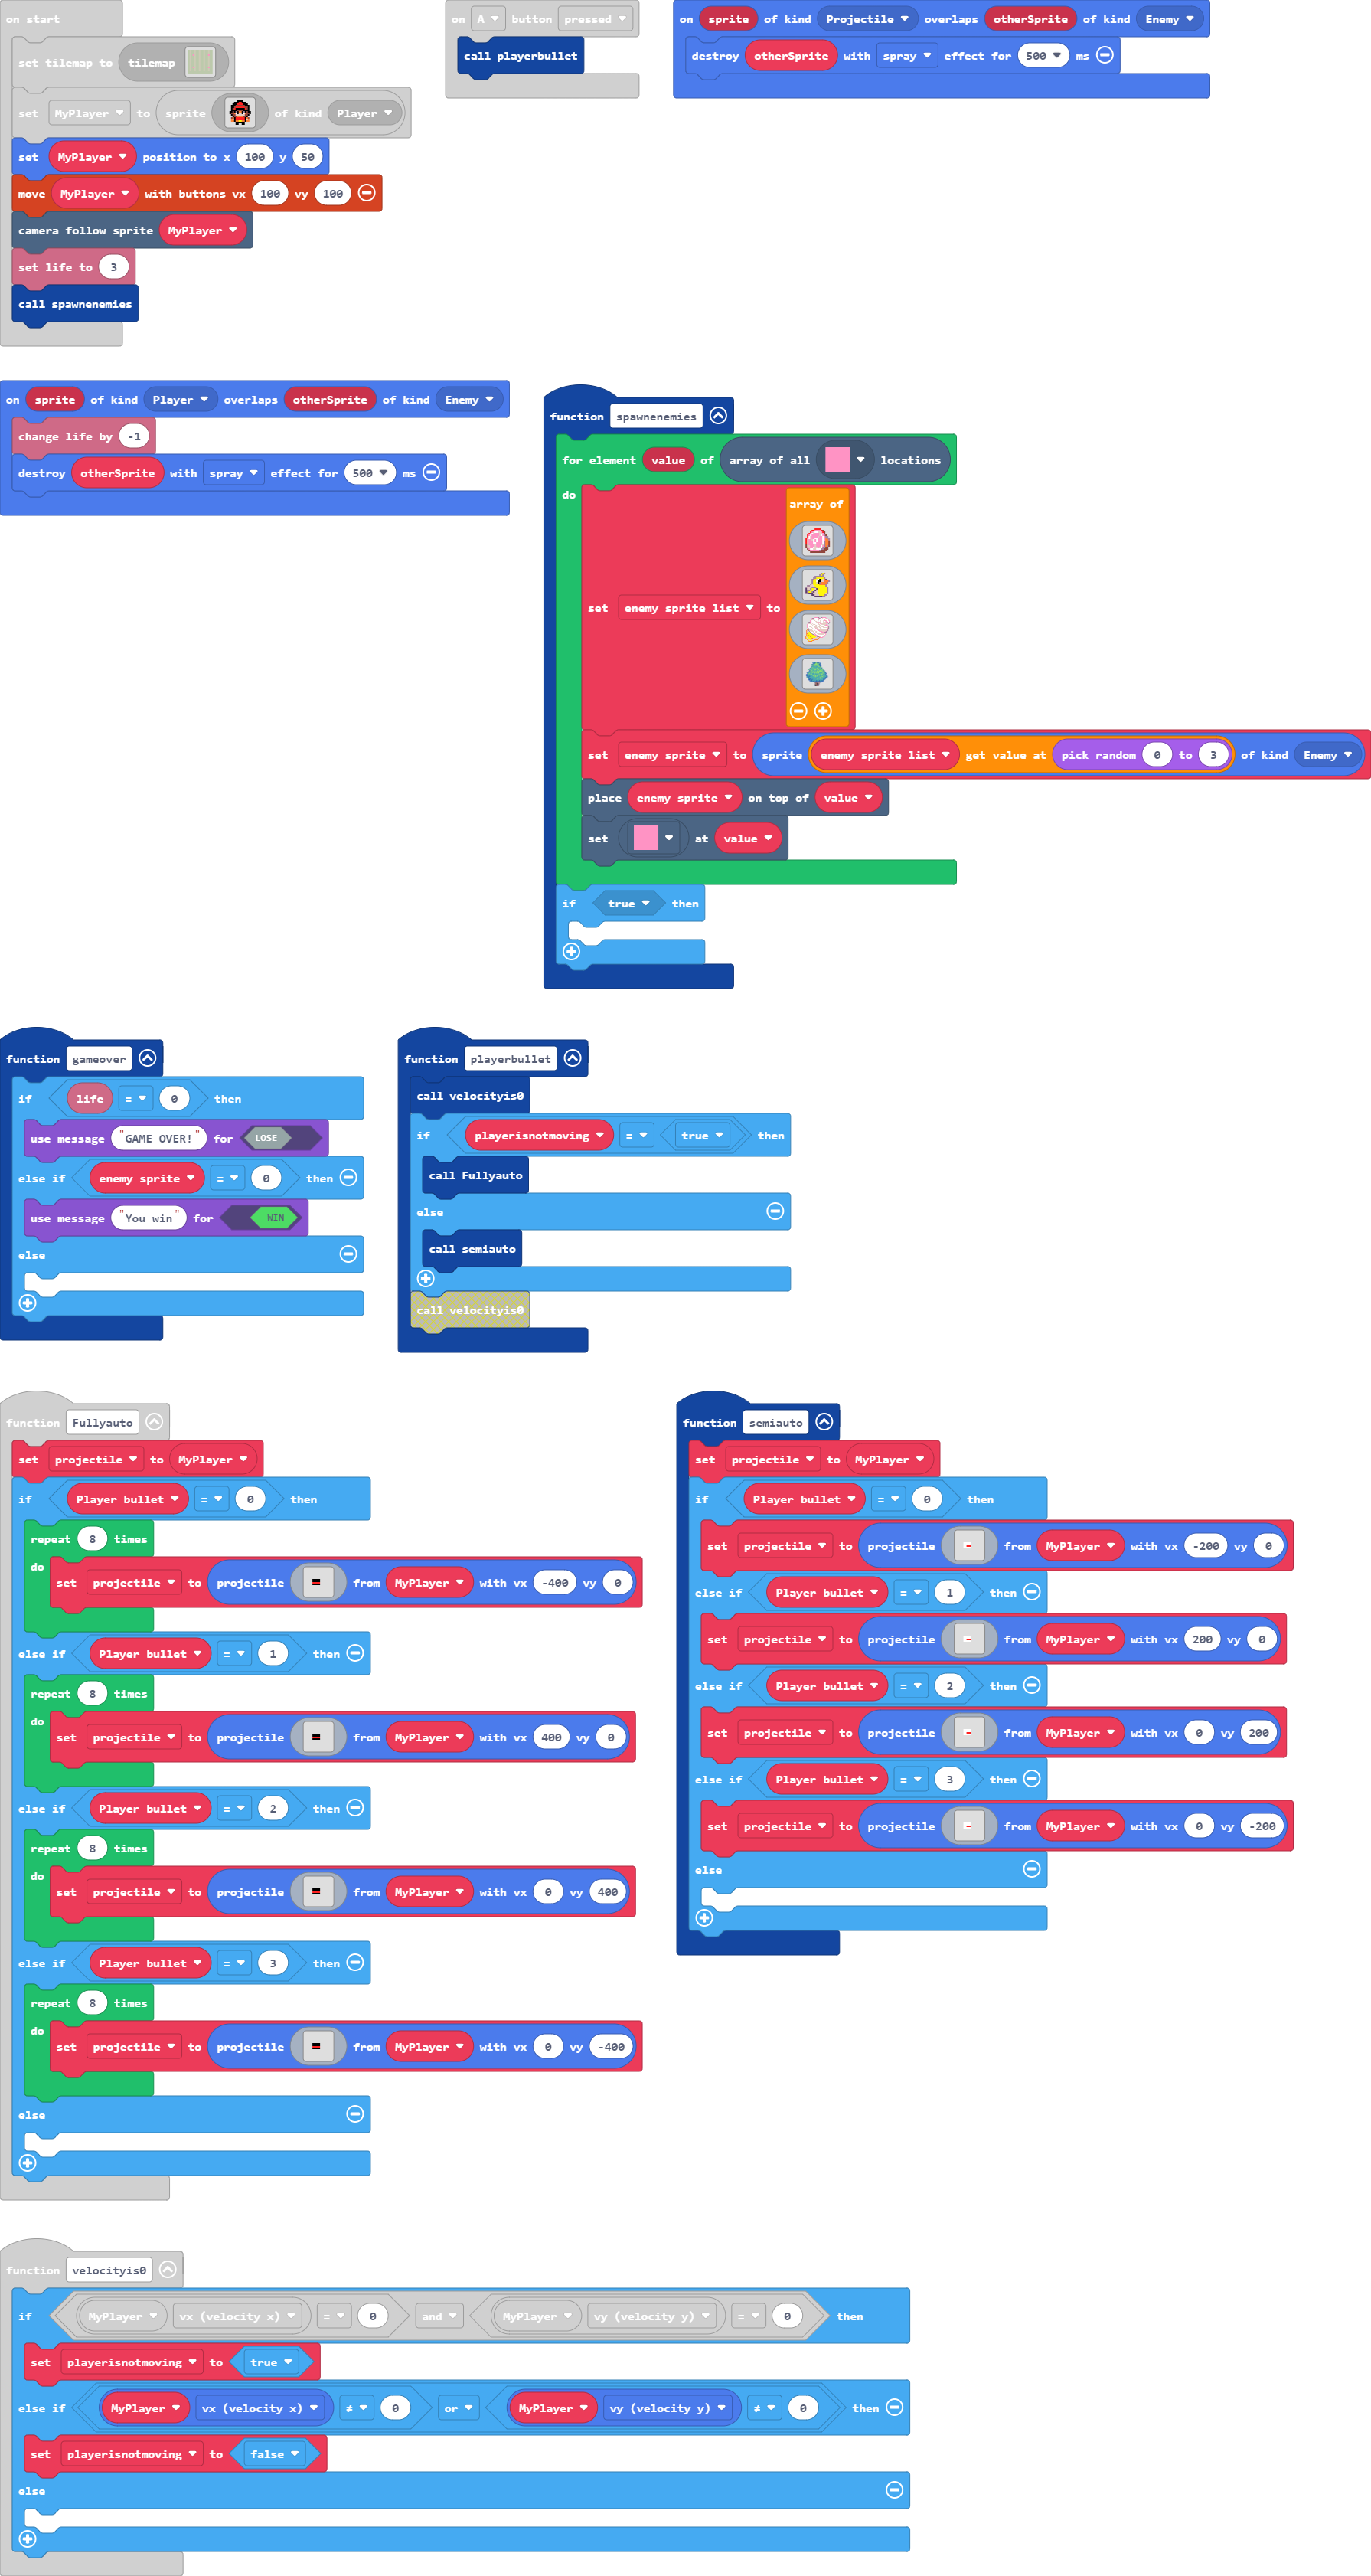 on start
set tilemap to tilemap
set MyPlayer to sprite of kind Player
set MyPlayer position to x 100 y 50
move MyPlayer with buttons vx 100 vy 100
camera follow sprite MyPlayer
set life to 3
call spawnenemies
on A button pressed
call playerbullet
on sprite of kind Projectile overlaps otherSprite of kind Enemy
destroy otherSprite with spray effect for 500 ms
on sprite of kind Player overlaps otherSprite of kind Enemy
change life by -1
destroy otherSprite with spray effect for 500 ms
function spawnenemies
for element value of array of all locations
do
set enemy sprite list to array of
set enemy sprite to sprite enemy sprite list get value at pick random 0 to 3 of kind Enemy
place enemy sprite on top of value
set at value
if true then
function gameover
if life = 0 then
use message "GAME OVER!" for LOSE
else if enemy sprite = 0 then
use message "You win" for WIN
else
function playerbullet
call velocityis0
if playerisnotmoving = true then
call Fullyauto
else
call semiauto
call velocityis0
function Fullyauto
set projectile to MyPlayer
if Player bullet = 0 then
repeat 8 times
do set projectile to projectile from MyPlayer with vx -400 vy 0
else if Player bullet = 1 then
repeat 8 times
do set projectile to projectile from MyPlayer with vx 400 vy 0
else if Player bullet = 2 then
repeat 8 times
do set projectile to projectile from MyPlayer with vx 0 vy 400
else if Player bullet = 3 then
repeat 8 times
do set projectile to projectile from MyPlayer with vx 0 vy -400
else
function semiauto
set projectile to MyPlayer
if Player bullet = 0 then
set projectile to projectile from MyPlayer with vx -200 vy 0
else if Player bullet = 1 then
set projectile to projectile from MyPlayer with vx 200 vy 0
else if Player bullet = 2 then
set projectile to projectile from MyPlayer with vx 0 vy 200
else if Player bullet = 3 then
set projectile to projectile from MyPlayer with vx 0 vy -200
else
function velocityis0
if MyPlayer vx (velocity x) = 0 and MyPlayer vy (velocity y) = 0 then
set playerisnotmoving to true
else if MyPlayer vx (velocity x) ≠ 0 or MyPlayer vy (velocity y) ≠ 0 then
set playerisnotmoving to false
else